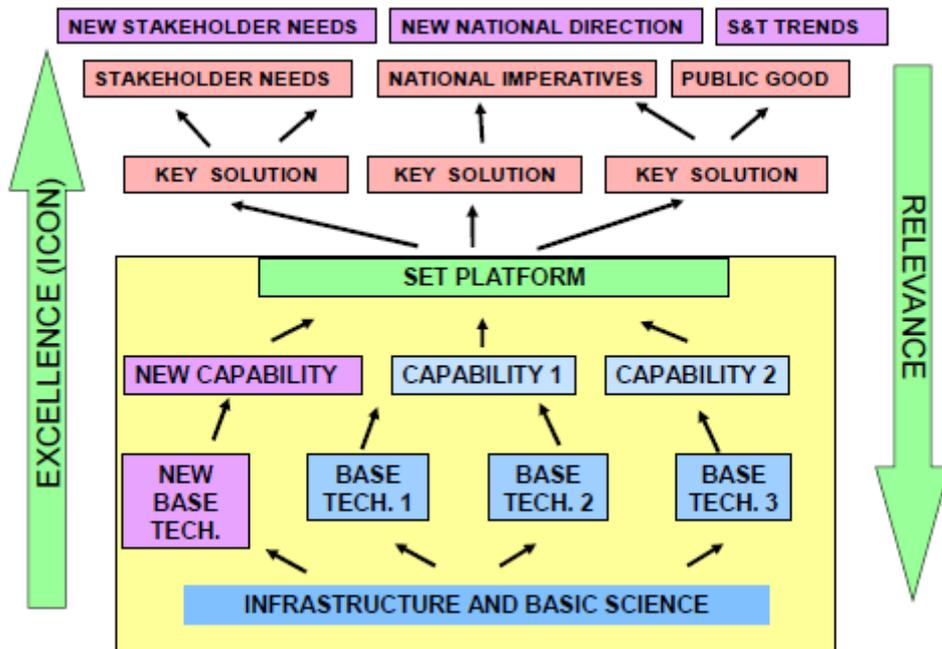 NEW STAKEHOLDER NEEDS
NEW NATIONAL DIRECTION
S&T TRENDS
STAKEHOLDER NEEDS
NATIONAL IMPERATIVES
PUBLIC GOOD
KEY SOLUTION
KEY SOLUTION
KEY SOLUTION
EXCELLENCE (ICON)
RELEVANCE
SET PLATFORM
NEW CAPABILITY
CAPABILITY 1
CAPABILITY 2
NEW
BASE
TECH.
BASE
TECH. 1
BASE
TECH. 2
BASE
TECH. 3
INFRASTRUCTURE AND BASIC SCIENCE